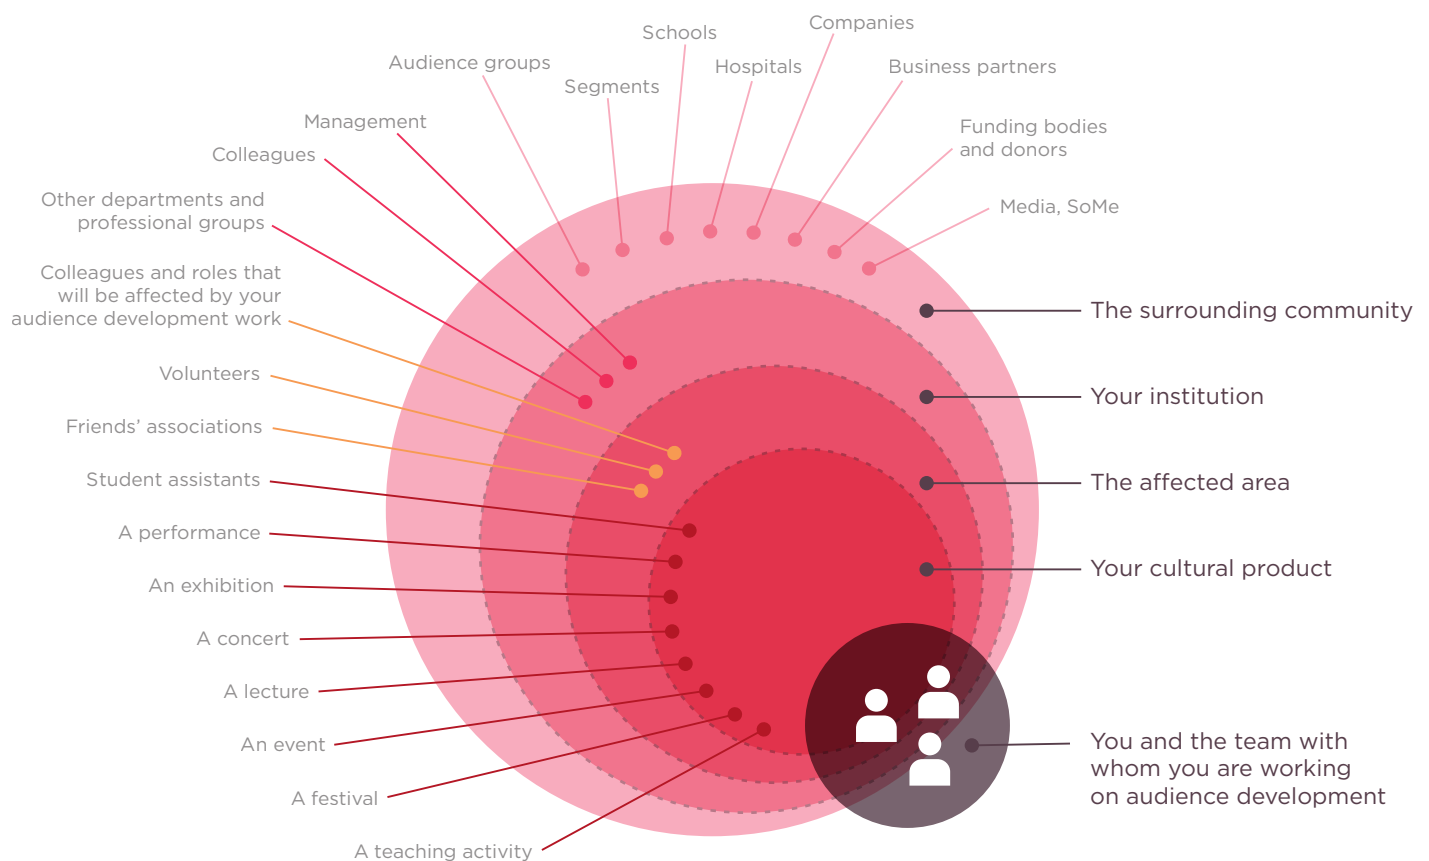 Companies
Schools
Audience groups
Hospitals
Business partners
Segments
Management
Funding bodies
and donors
Colleagues
Other departments and
professional groups
Media, SoMe
Colleagues and roles that
will be affected by your
audience development work
The surrounding community
Volunteers
Your institution
Friends’ associations
Student assistants
The affected area
A performance
Your cultural product
An exhibition
A concert
A lecture
An event
You and the team with
whom you are working
on audience development
A festival
A teaching activity